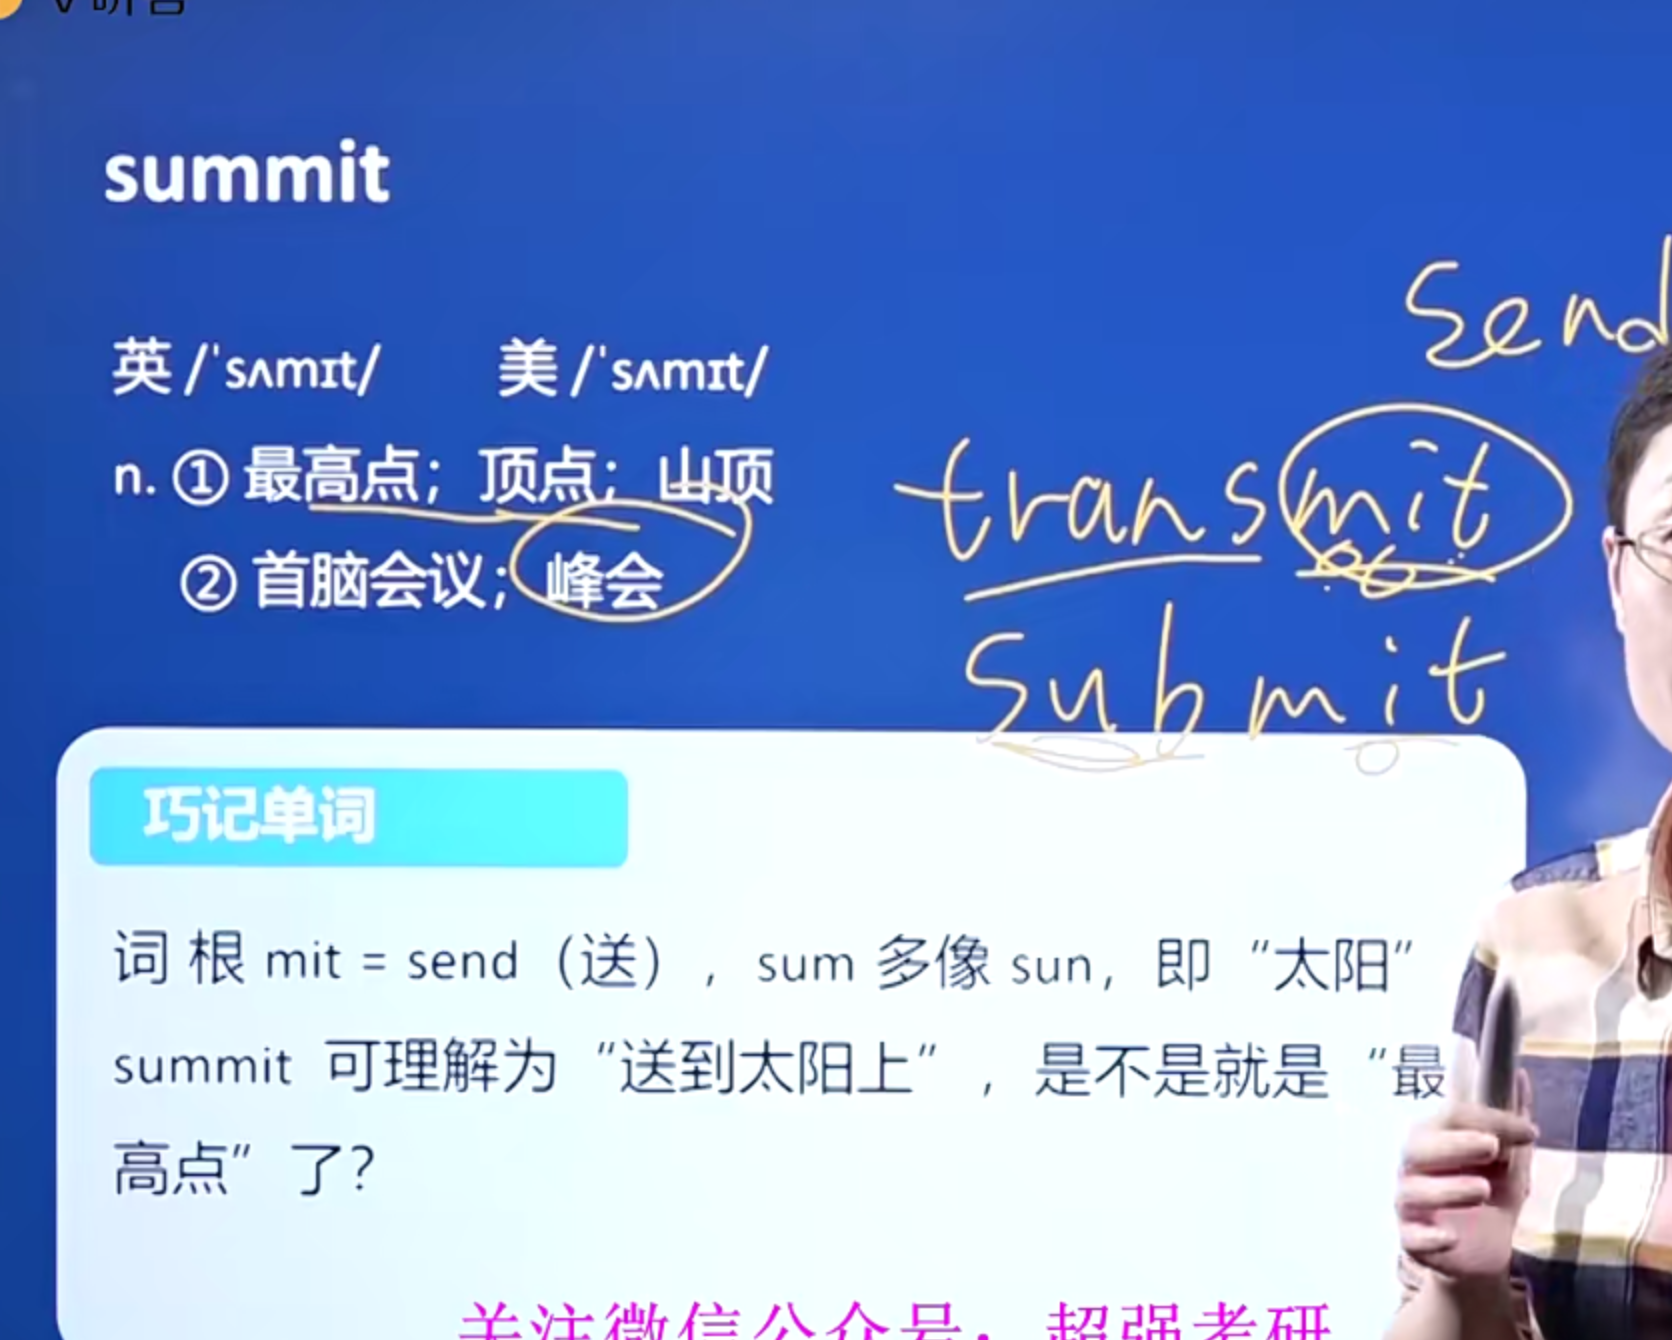 summit
send
英 /ˈsʌmɪt/ 美 /ˈsʌmɪt/
n. ① 最高点；顶点；山顶
transmit
② 首脑会议；峰会
submit
巧记单词
词根 mit = send（送），sum 多像 sun，即“太阳”
summit 可理解为“送到太阳上”，是不是就是“最
高点”了？
关注微信公众号：超强考研